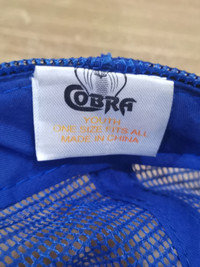 COBRA
YOUTH
ONE SIZE FITS ALL
MADE IN CHINA